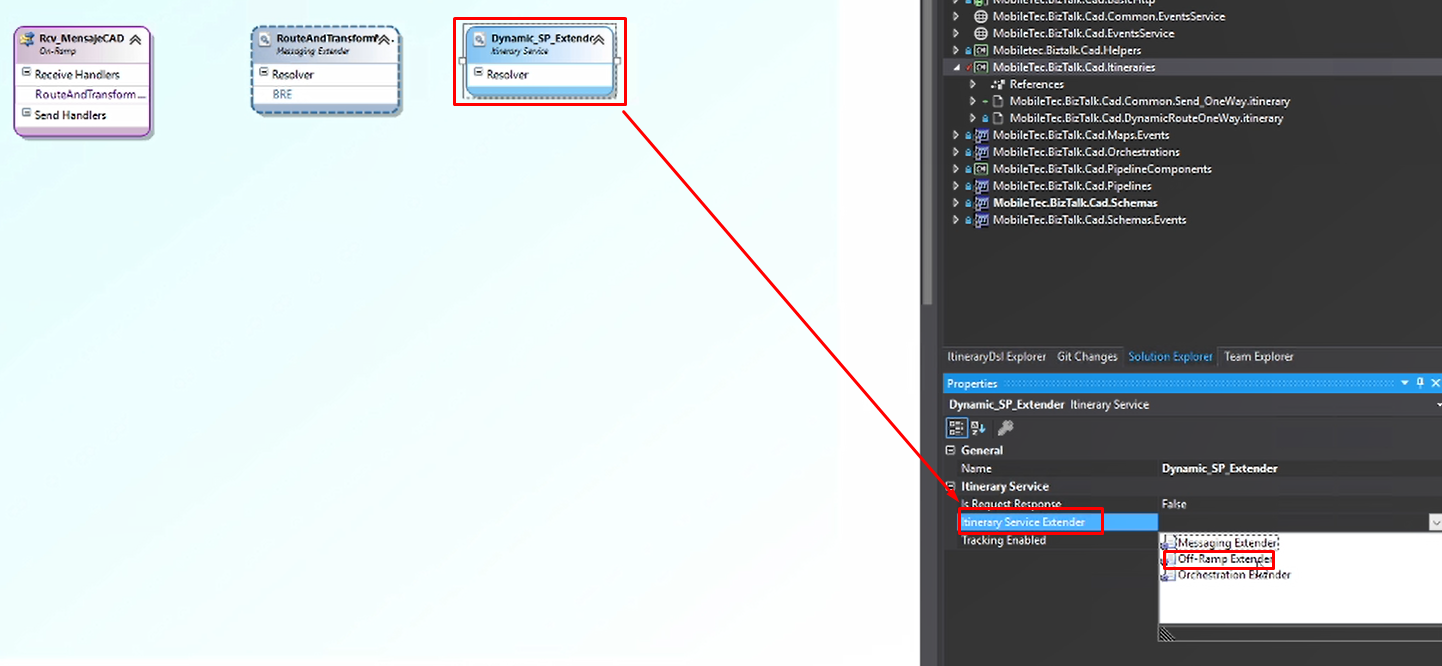 Rcv_MensajeCAD
On-Ramp
Receive Handlers
RouteAndTransform...
Send Handlers
RouteAndTransform...
Messaging Extender
Resolver
BRE
Dynamic_SP_Extender
Itinerary Service
Resolver
MobileTec.BizTalk.Cad.Common.EventsService
MobileTec.BizTalk.Cad.EventsService
Mobiletec.Biztalk.Cad.Helpers
MobileTec.BizTalk.Cad.Itineraries
References
MobileTec.BizTalk.Cad.Common.Send_OneWay.itinerary
MobileTec.BizTalk.Cad.DynamicRouteOneWay.itinerary
MobileTec.BizTalk.Cad.Maps.Events
MobileTec.BizTalk.Cad.Orchestrations
MobileTec.BizTalk.Cad.PipelineComponents
MobileTec.BizTalk.Cad.Pipelines
MobileTec.BizTalk.Cad.Schemas
MobileTec.BizTalk.Cad.Schemas.Events
ItineraryDsl Explorer Git Changes Solution Explorer Team Explorer
Properties
Dynamic_SP_Extender Itinerary Service
General
Name Dynamic_SP_Extender
Itinerary Service
Is Request Response False
Itinerary Service Extender
Tracking Enabled
Messaging Extender
Off-Ramp Extender
Orchestration Extender